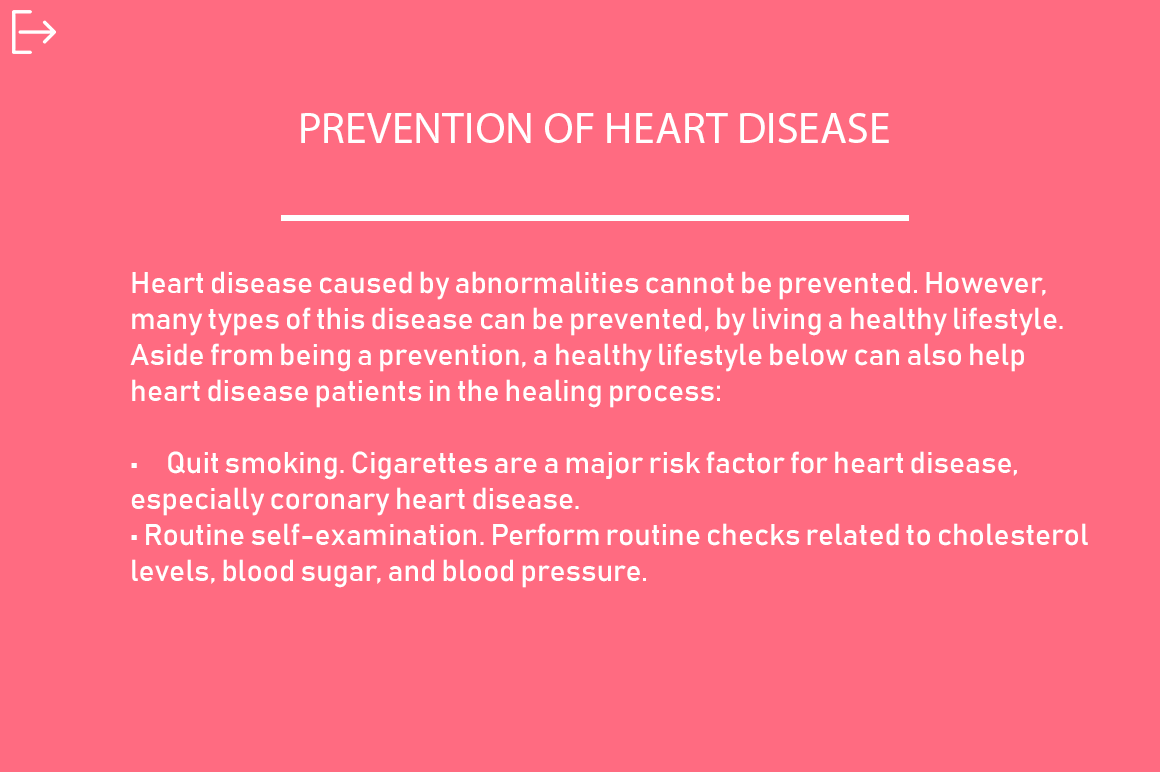 PREVENTION OF HEART DISEASE
Heart disease caused by abnormalities cannot be prevented. However,
many types of this disease can be prevented, by living a healthy lifestyle.
Aside from being a prevention, a healthy lifestyle below can also help
heart disease patients in the healing process:
▪ Quit smoking. Cigarettes are a major risk factor for heart disease,
especially coronary heart disease.
▪ Routine self-examination. Perform routine checks related to cholesterol
levels, blood sugar, and blood pressure.